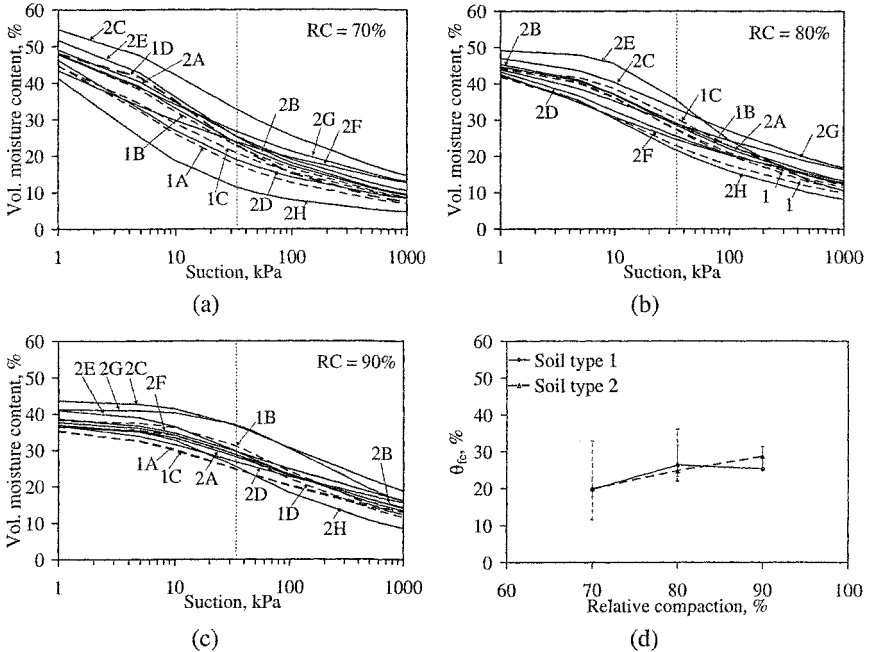 60
50
40
30
20
10
0
Vol. moisture content, %
2C
2E
1D
2A
RC = 70%
2B
2G
2F
1B
1A
1C
2D
2H
1
10
100
1000
Suction, kPa
(a)
60
50
40
30
20
10
0
Vol. moisture content, %
2B
2E
2C
RC = 80%
1C
1B
2A
2G
2D
2F
2H
1
1
1
10
100
1000
Suction, kPa
(b)
60
50
40
30
20
10
0
Vol. moisture content, %
RC = 90%
2E 2G 2C
2F
1B
2B
1A
1C
2A
2D
1D
2H
1
10
100
1000
Suction, kPa
(c)
60
50
40
30
20
10
0
θfc, %
Soil type 1
Soil type 2
60
70
80
90
100
Relative compaction, %
(d)